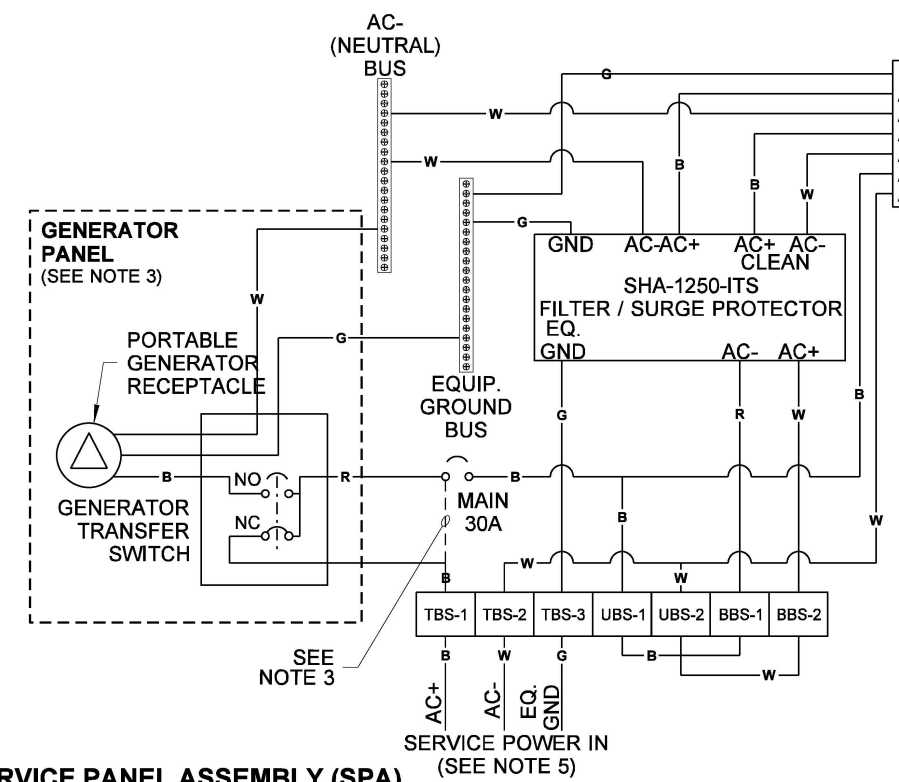 AC-
(NEUTRAL)
BUS
G
W
W
B
B
W
GENERATOR
PANEL
(SEE NOTE 3)
W
G
G
GND
AC-
AC+
AC+
AC-
CLEAN
SHA-1250-ITS
FILTER / SURGE PROTECTOR
EQ.
GND
AC-
AC+
PORTABLE
GENERATOR
RECEPTACLE
EQUIP.
GROUND
BUS
G
R
W
B
B
NO
R
B
MAIN
30A
GENERATOR
TRANSFER
SWITCH
NC
B
W
W
B
W
TBS-1
TBS-2
TBS-3
UBS-1
UBS-2
BBS-1
BBS-2
SEE
NOTE 3
B
W
G
B
W
AC+
AC-
EQ.
GND
SERVICE POWER IN
(SEE NOTE 5)
RVICE PANEL ASSEMBLY (SPA)